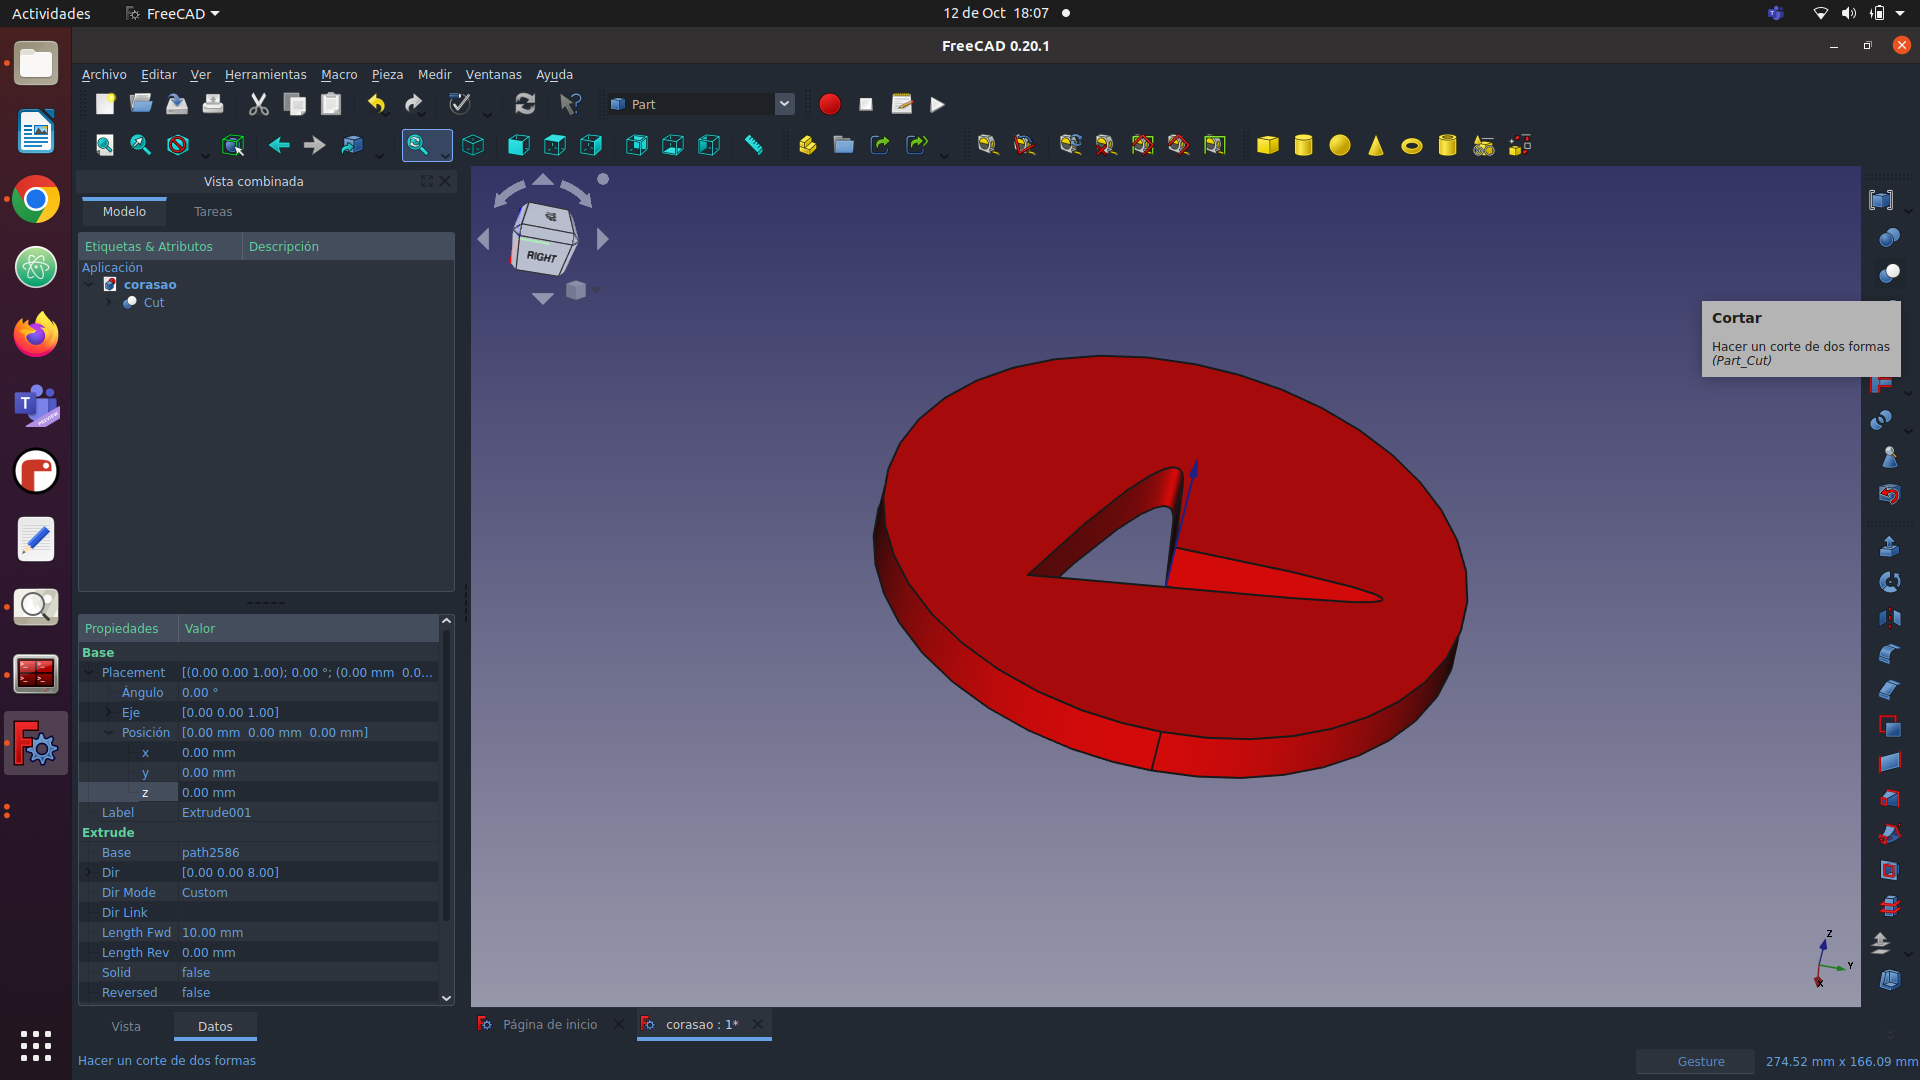 Actividades
FreeCAD
12 de Oct 18:07
FreeCAD 0.20.1
Archivo Editar Ver Herramientas Macro Pieza Medir Ventanas Ayuda
Part
Vista combinada
Modelo Tareas
Etiquetas & Atributos Descripción
Aplicación
corasao
Cut
RIGHT
Cortar
Hacer un corte de dos formas
(Part_Cut)
Propiedades Valor
Base
Placement [(0.00 0.00 1.00); 0.00 °; (0.00 mm 0.0...
Ángulo 0.00 °
Eje [0.00 0.00 1.00]
Posición [0.00 mm 0.00 mm 0.00 mm]
x 0.00 mm
y 0.00 mm
z 0.00 mm
Label Extrude001
Extrude
Base path2586
Dir [0.00 0.00 8.00]
Dir Mode Custom
Dir Link
Length Fwd 10.00 mm
Length Rev 0.00 mm
Solid false
Reversed false
Z
Y
X
Vista Datos
Página de inicio
corasao : 1*
Hacer un corte de dos formas
Gesture
274.52 mm x 166.09 mm